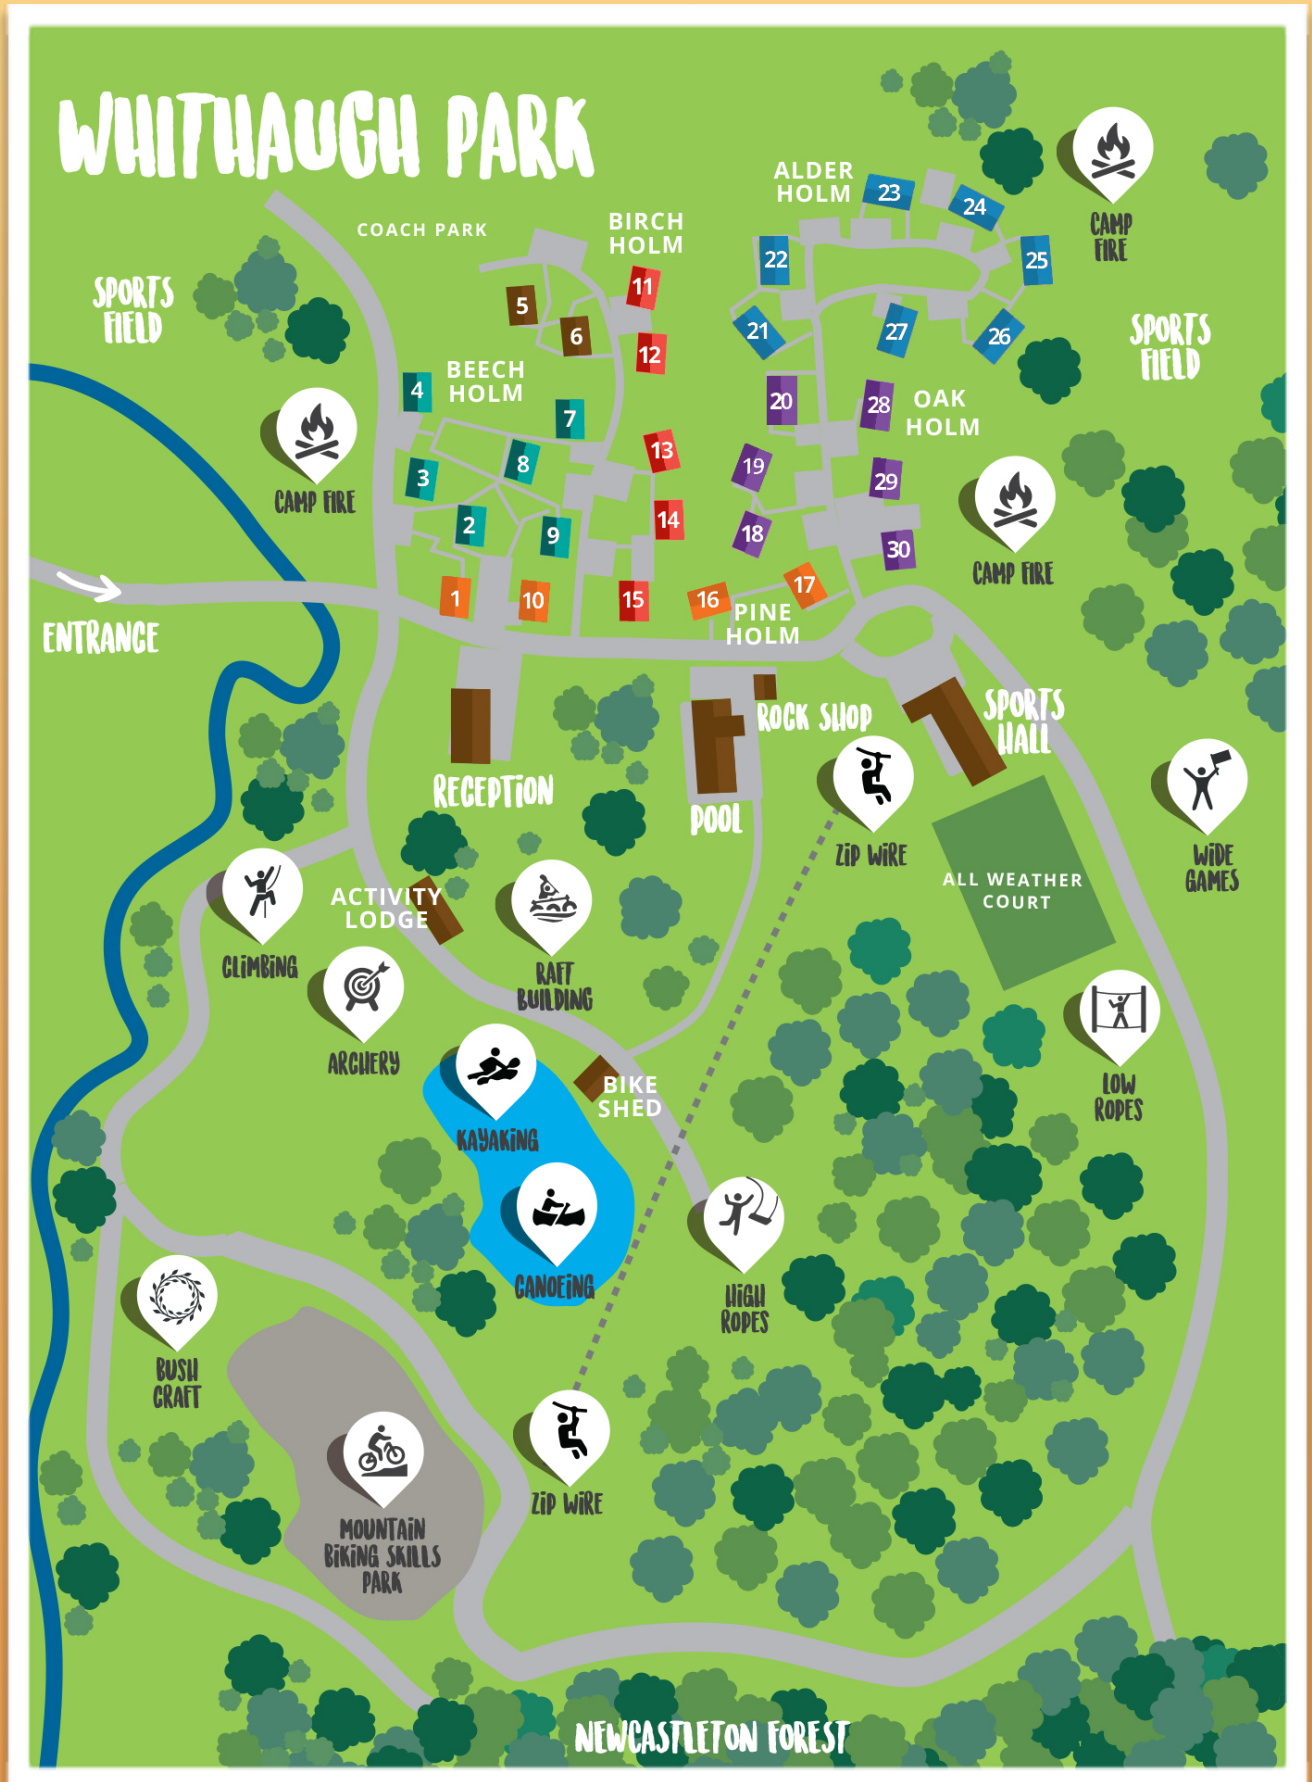 WHITHAUGH PARK
COACH PARK
BIRCH
HOLM
ALDER
HOLM
23
24
CAMP
FIRE
22
25
11
5
6
12
21
27
26
SPORTS
FIELD
SPORTS
FIELD
BEECH
HOLM
4
7
20
28
OAK
HOLM
CAMP FIRE
3
8
13
19
29
2
9
14
18
30
CAMP FIRE
1
10
15
16
17
PINE
HOLM
ENTRANCE
RECEPTION
ROCK SHOP
POOL
SPORTS
HALL
ZIP WIRE
WIDE
GAMES
ALL WEATHER
COURT
ACTIVITY
LODGE
CLIMBING
ARCHERY
RAFT
BUILDING
KAYAKING
BIKE
SHED
LOW
ROPES
CANOEING
HIGH
ROPES
BUSH
CRAFT
ZIP WIRE
MOUNTAIN
BIKING SKILLS
PARK
NEWCASTLETON FOREST